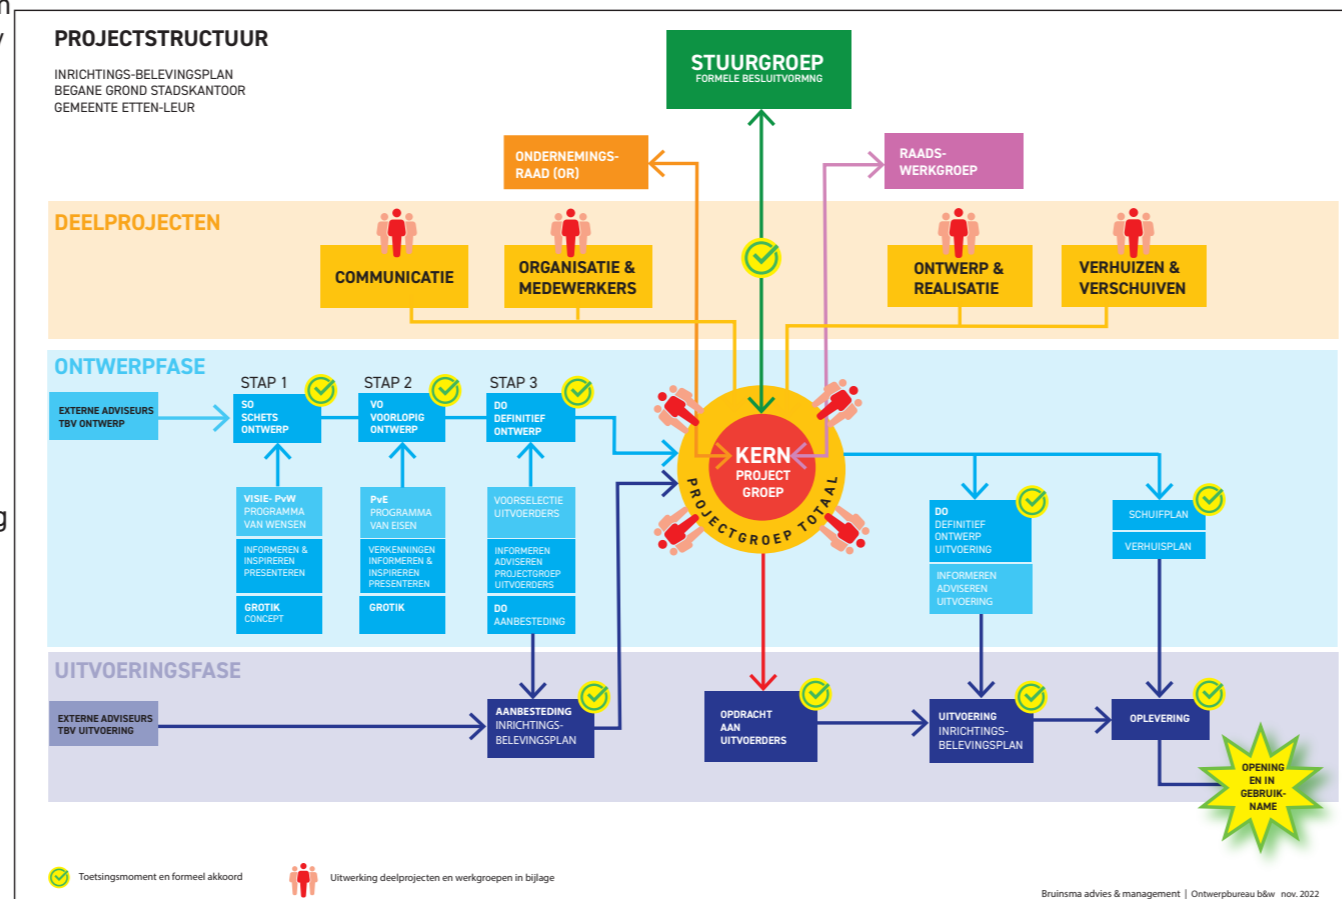 n
y
g
PROJECTSTRUCTUUR
INRICHTINGS-BELEVINGSPLAN
BEGANE GROND STADSKANTOOR
GEMEENTE ETTEN-LEUR
STUURGROEP
FORMELE BESLUITVORMNG
ONDERNEMINGS-
RAAD (OR)
RAADS-
WERKGROEP
DEELPROJECTEN
COMMUNICATIE
ORGANISATIE &
MEDEWERKERS
ONTWERP &
REALISATIE
VERHUIZEN &
VERSCHUIVEN
ONTWERPFASE
EXTERNE ADVISEURS
TBV ONTWERP
STAP 1
SO
SCHETS
ONTWERP
STAP 2
VO
VOORLOPIG
ONTWERP
STAP 3
DO
DEFINITIEF
ONTWERP
VISIE- PvW
PROGRAMMA
VAN WENSEN
INFORMEREN &
INSPIREREN
PRESENTEREN
GROTIK
CONCEPT
PvE
PROGRAMMA
VAN EISEN
VERKENNINGEN
INFORMEREN &
INSPIREREN
PRESENTEREN
GROTIK
VOORSELECTIE
UITVOERDERS
INFORMEREN
ADVISEREN
PROJECTGROEP
UITVOERDERS
DO
AANBESTEDING
KERN
PROJECT
GROEP
PROJECTGROEP TOTAAL
DO
DEFINITIEF
ONTWERP
UITVOERING
INFORMEREN
ADVISEREN
UITVOERING
SCHUIFPLAN
VERHUISPLAN
UITVOERINGSFASE
EXTERNE ADVISEURS
TBV UITVOERING
AANBESTEDING
INRICHTINGS-
BELEVINGSPLAN
OPDRACHT
AAN
UITVOERDERS
UITVOERING
INRICHTINGS-
BELEVINGSPLAN
OPLEVERING
OPENING
EN IN
GEBRUIK-
NAME
Toetsingsmoment en formeel akkoord
Uitwerking deelprojecten en werkgroepen in bijlage
Bruinsma advies & management | Ontwerpbureau b&w nov. 2022